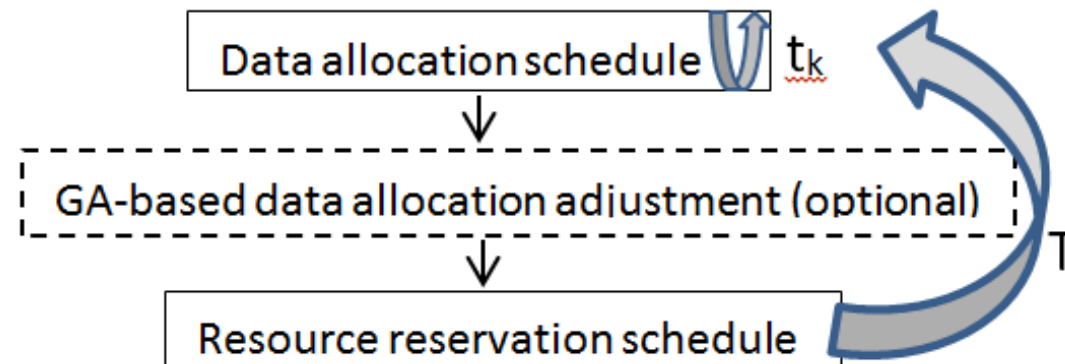 Data allocation schedule
tk
GA-based data allocation adjustment (optional)
T
Resource reservation schedule